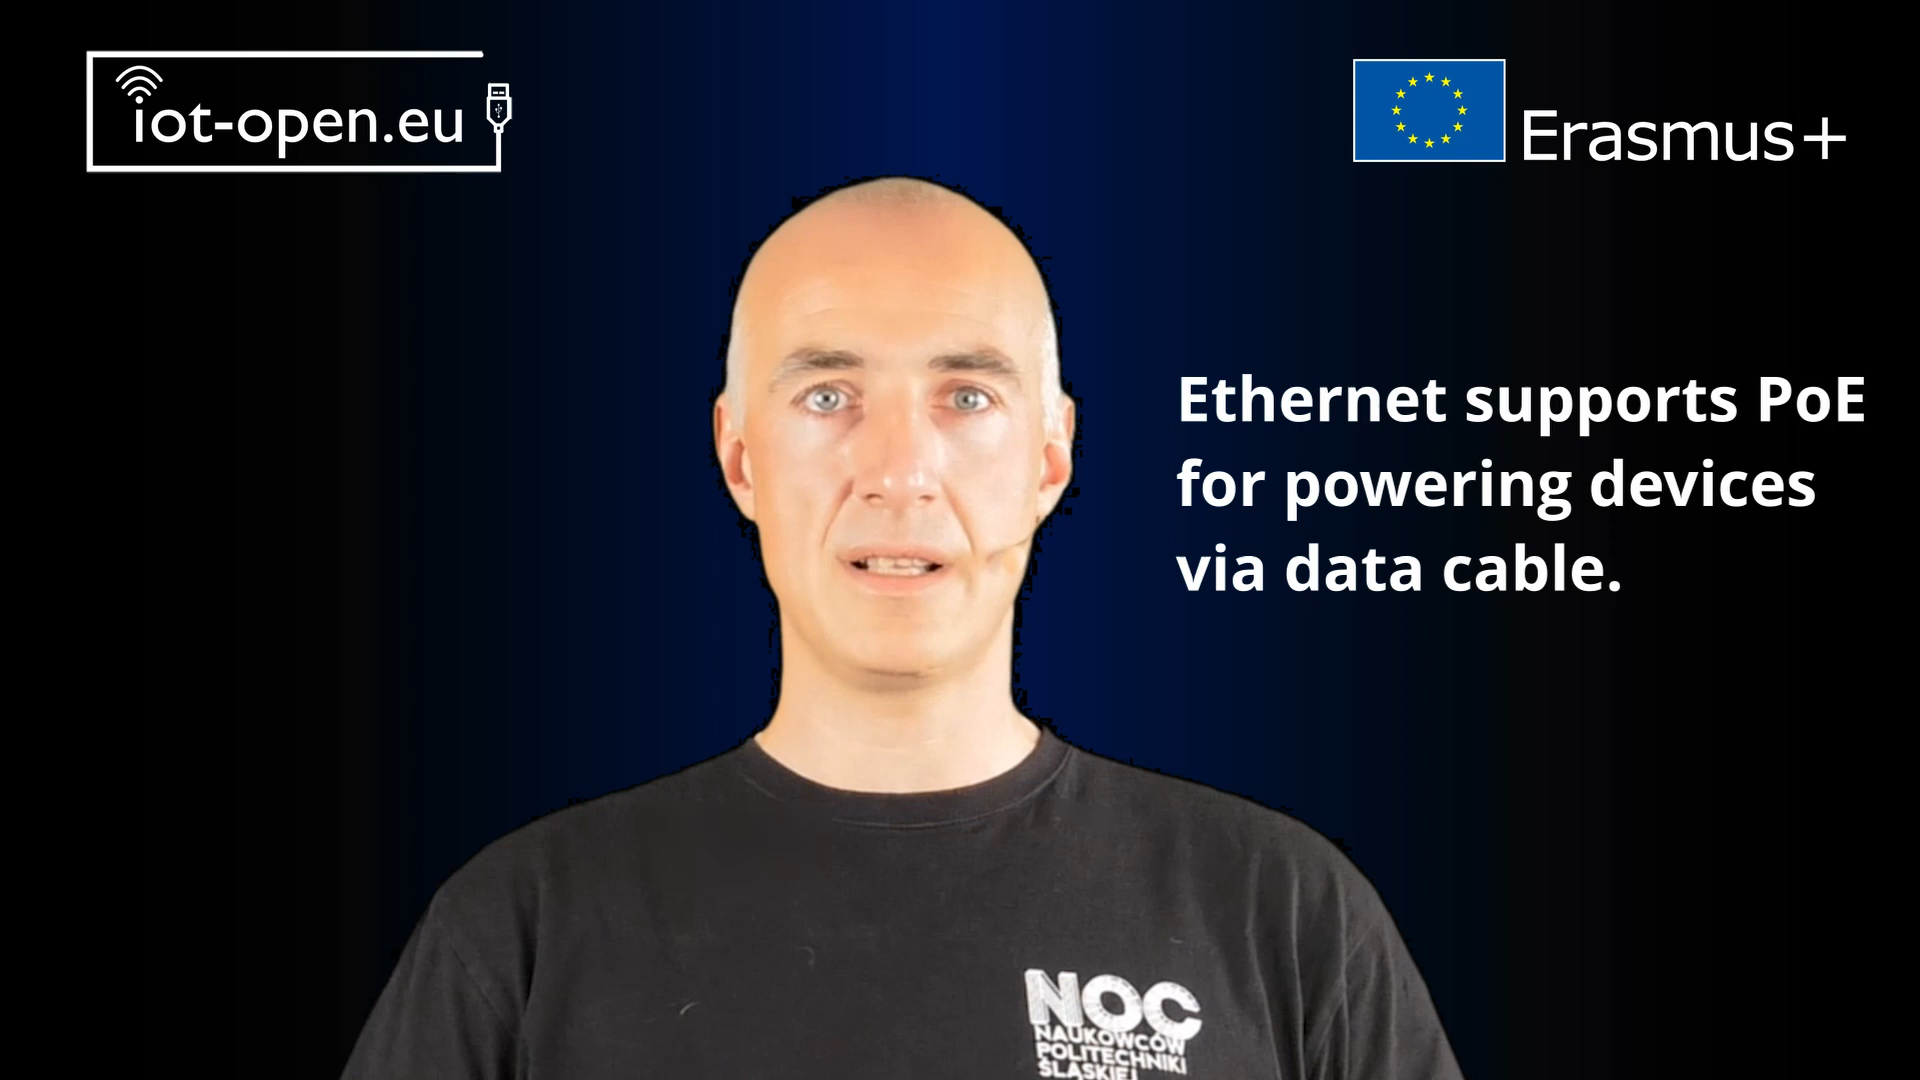 iot-open.eu
Erasmus+
Ethernet supports PoE
for powering devices
via data cable.
NOC
NAUKOWCÓW
POLITECHNIKI
ŚLĄSKIEJ